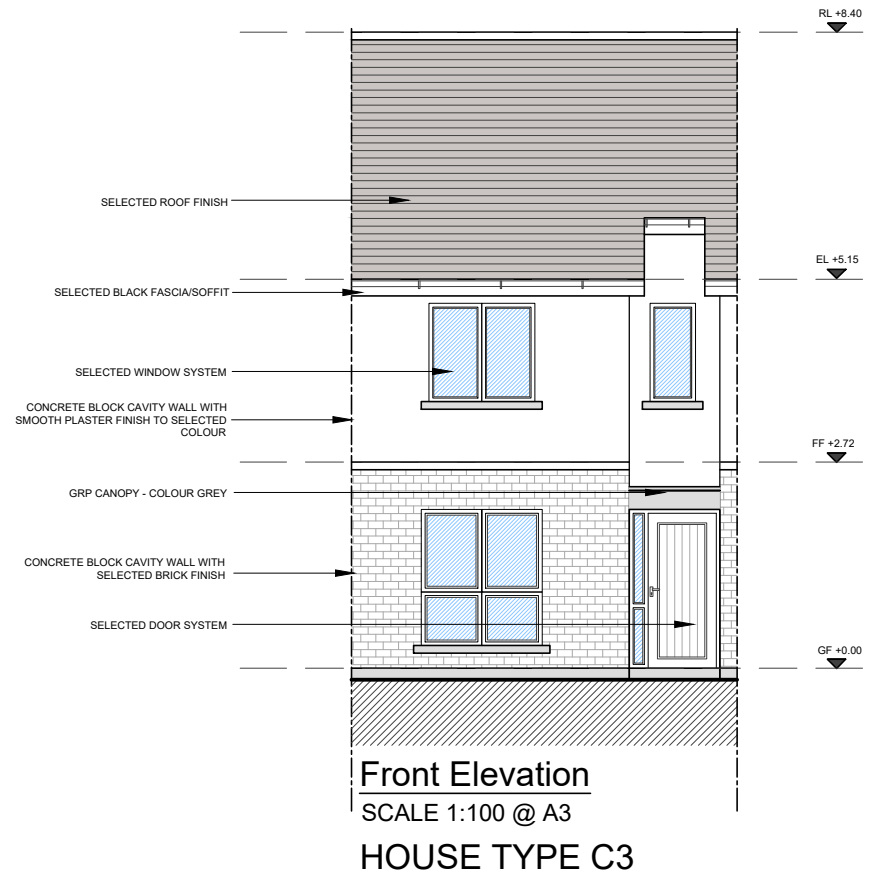 RL +8.40
SELECTED ROOF FINISH
EL +5.15
SELECTED BLACK FASCIA/SOFFIT
SELECTED WINDOW SYSTEM
CONCRETE BLOCK CAVITY WALL WITH
SMOOTH PLASTER FINISH TO SELECTED
COLOUR
FF +2.72
GRP CANOPY - COLOUR GREY
CONCRETE BLOCK CAVITY WALL WITH
SELECTED BRICK FINISH
SELECTED DOOR SYSTEM
GF +0.00
Front Elevation
SCALE 1:100 @ A3
HOUSE TYPE C3